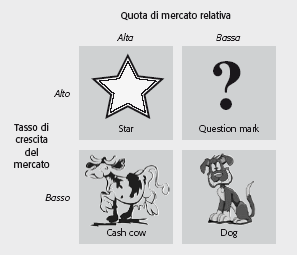 Quota di mercato relativa
Alta
Bassa
Alto
Star
Question mark
Tasso di
crescita
del
mercato
Basso
Cash cow
Dog